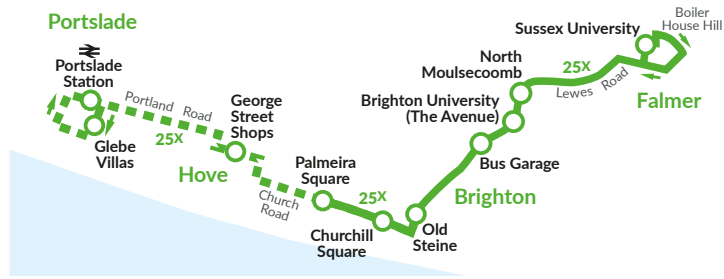 Portslade
Portslade
Station
Portland Road
25X
Glebe
Villas
George
Street
Shops
Hove
Church
Road
Palmeira
Square
25X
Churchill
Square
Old
Steine
Brighton
Bus Garage
Brighton University
(The Avenue)
North
Moulsecoomb
25X
Lewes Road
Sussex University
Boiler
House Hill
Falmer